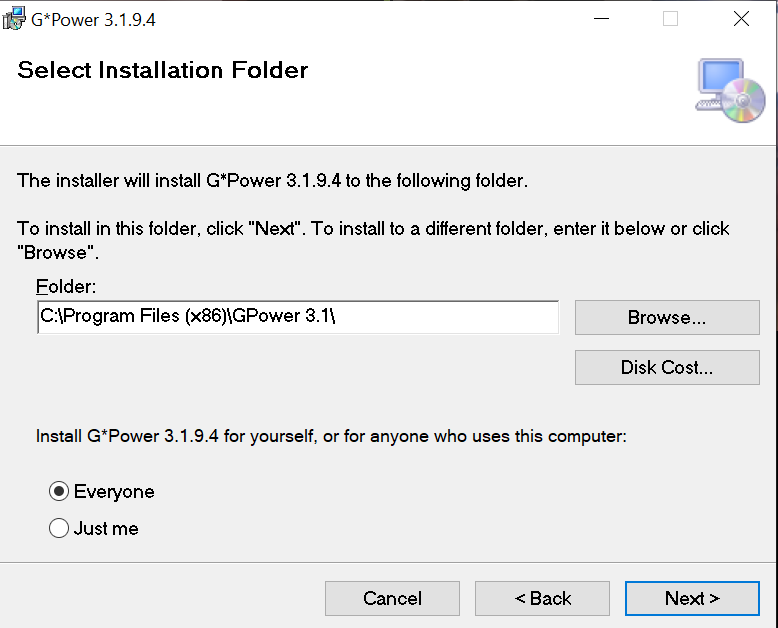 G*Power 3.1.9.4
Select Installation Folder
The installer will install G*Power 3.1.9.4 to the following folder.
To install in this folder, click "Next". To install to a different folder, enter it below or click
"Browse".
Folder:
C:\Program Files (x86)\GPower 3.1\
Browse...
Disk Cost...
Install G*Power 3.1.9.4 for yourself, or for anyone who uses this computer:
Everyone
Just me
Cancel
< Back
Next >